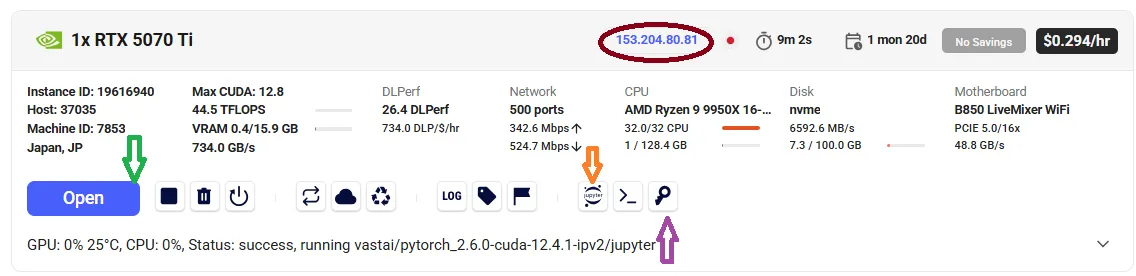 1x RTX 5070 Ti 153.204.80.81 9m 2s 1 mon 20d No Savings $0.294/hr
Instance ID: 19616940 Max CUDA: 12.8 DLPerf Network CPU Disk Motherboard
Host: 37035 44.5 TFLOPS 26.4 DLPerf 500 ports AMD Ryzen 9 9950X 16-... nvme B850 LiveMixer WiFi
Machine ID: 7853 VRAM 0.4/15.9 GB 734.0 DLP/$/hr 342.6 Mbps↑ 32.0/32 CPU 6592.6 MB/s PCIE 5.0/16x
Japan, JP 734.0 GB/s 524.7 Mbps↓ 1 / 128.4 GB 7.3 / 100.0 GB 48.8 GB/s
Open LOG jupyter
GPU: 0% 25°C, CPU: 0%, Status: success, running vastai/pytorch_2.6.0-cuda-12.4.1-ipv2/jupyter